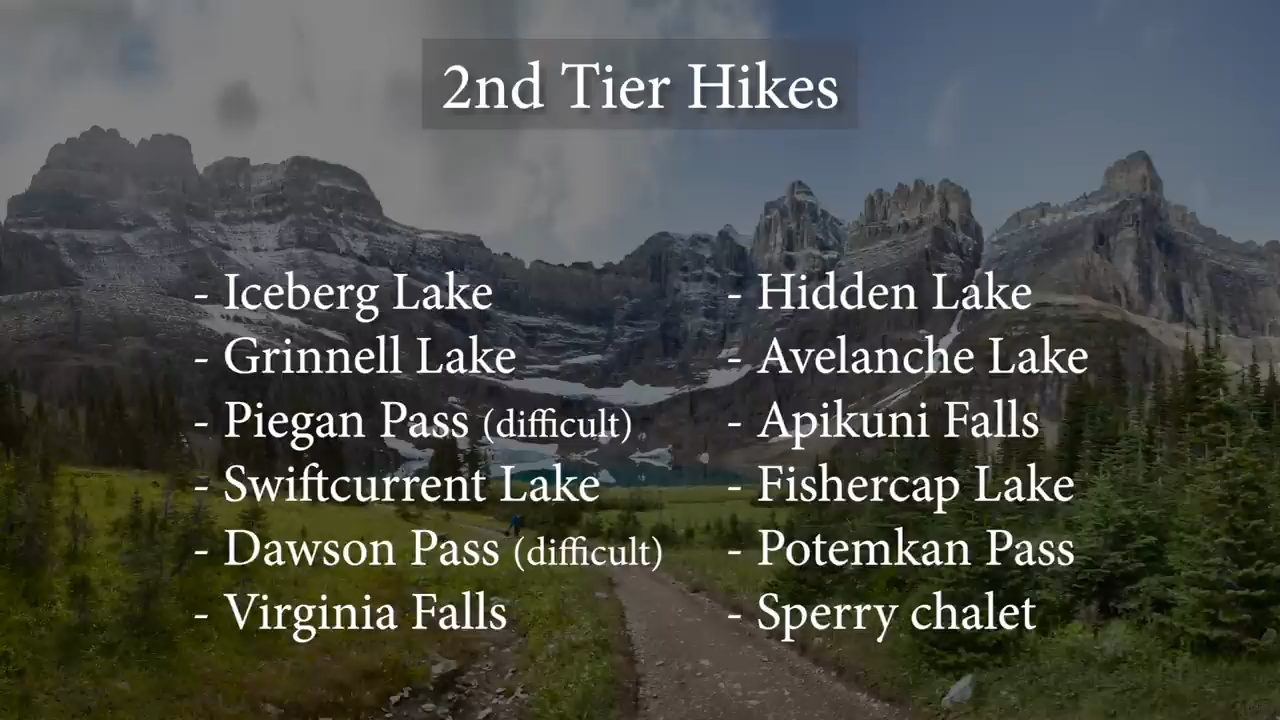 2nd Tier Hikes
- Iceberg Lake
- Grinnell Lake
- Piegan Pass (difficult)
- Swiftcurrent Lake
- Dawson Pass (difficult)
- Virginia Falls
- Hidden Lake
- Avelanche Lake
- Apikuni Falls
- Fishercap Lake
- Potemkan Pass
- Sperry chalet